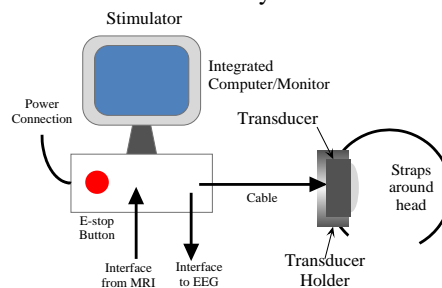 Stimulator
Integrated
Computer/Monitor
Power
Connection
Transducer
Straps
around
head
Cable
E-stop
Button
Interface
from MRI
Interface
to EEG
Transducer
Holder